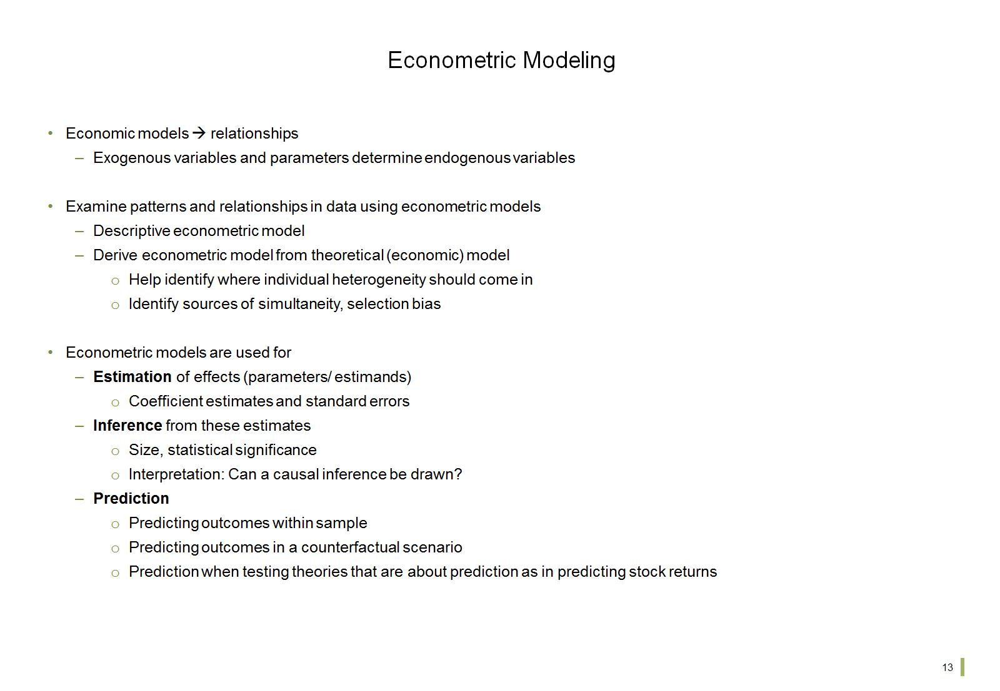 Econometric Modeling
• Economic models → relationships
– Exogenous variables and parameters determine endogenous variables
• Examine patterns and relationships in data using econometric models
– Descriptive econometric model
– Derive econometric model from theoretical (economic) model
o Help identify where individual heterogeneity should come in
o Identify sources of simultaneity, selection bias
• Econometric models are used for
– Estimation of effects (parameters/ estimands)
o Coefficient estimates and standard errors
– Inference from these estimates
o Size, statistical significance
o Interpretation: Can a causal inference be drawn?
– Prediction
o Predicting outcomes within sample
o Predicting outcomes in a counterfactual scenario
o Prediction when testing theories that are about prediction as in predicting stock returns
13